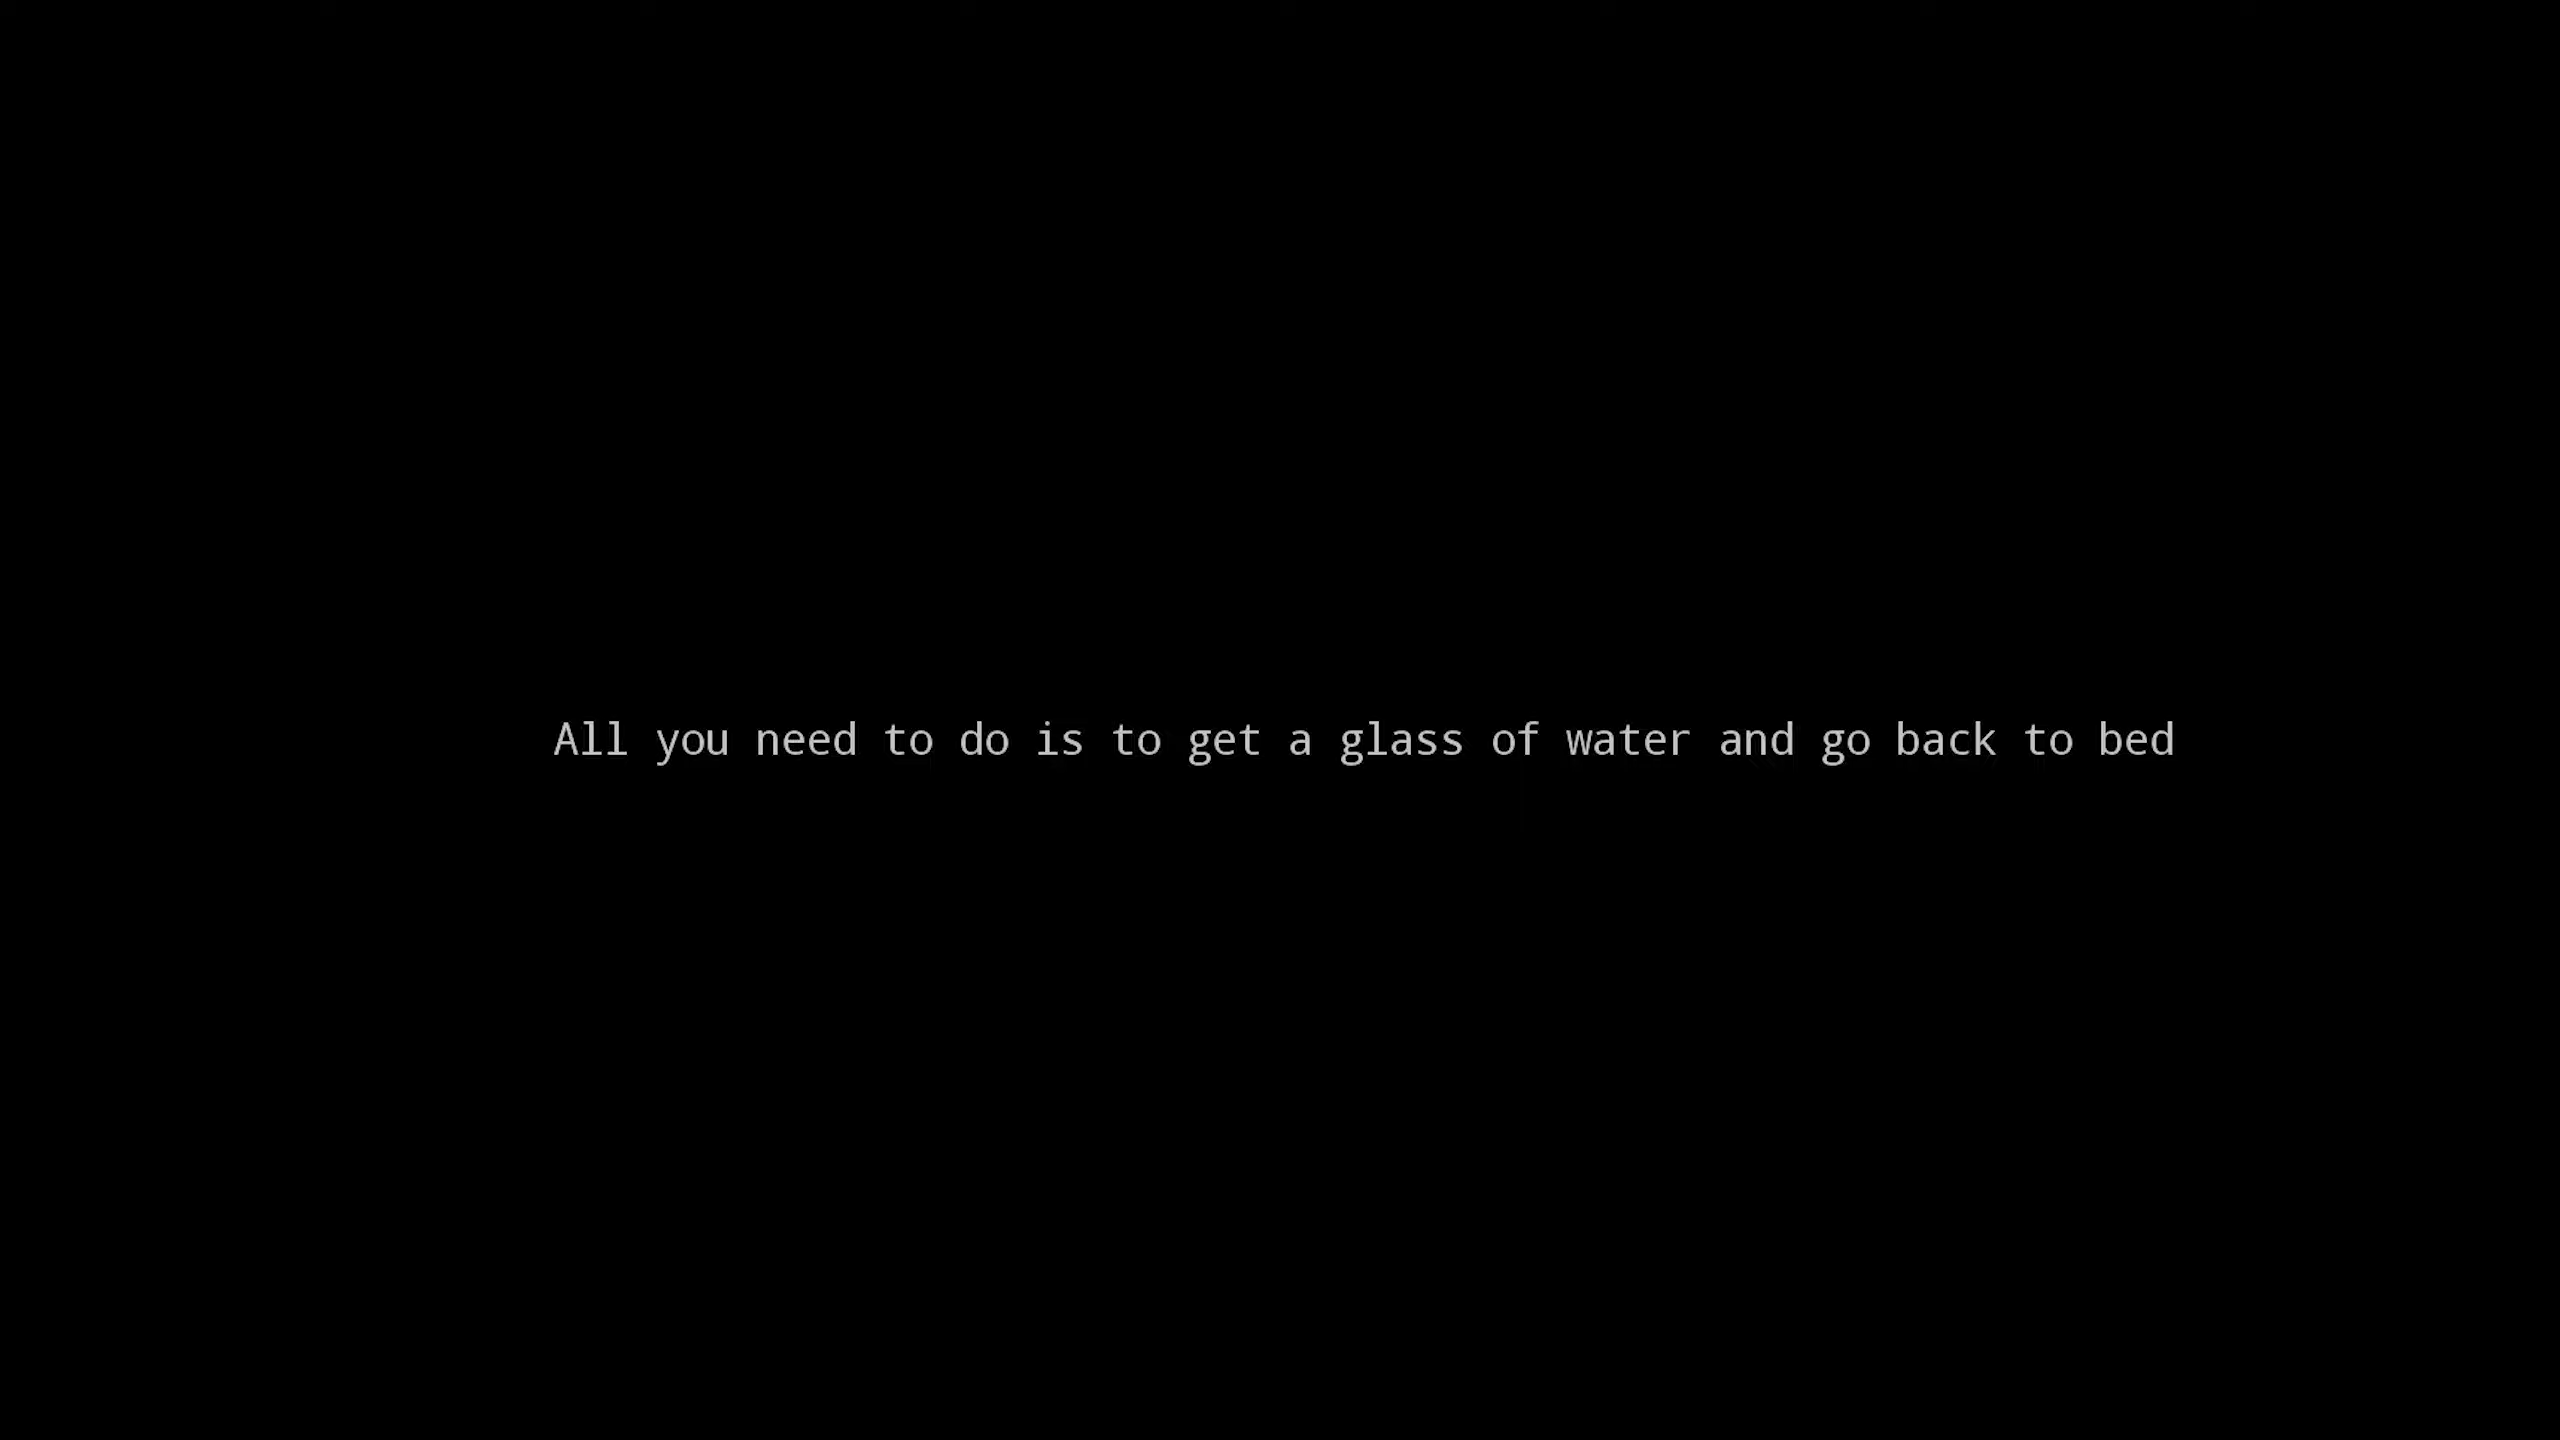 All you need to do is to get a glass of water and go back to bed